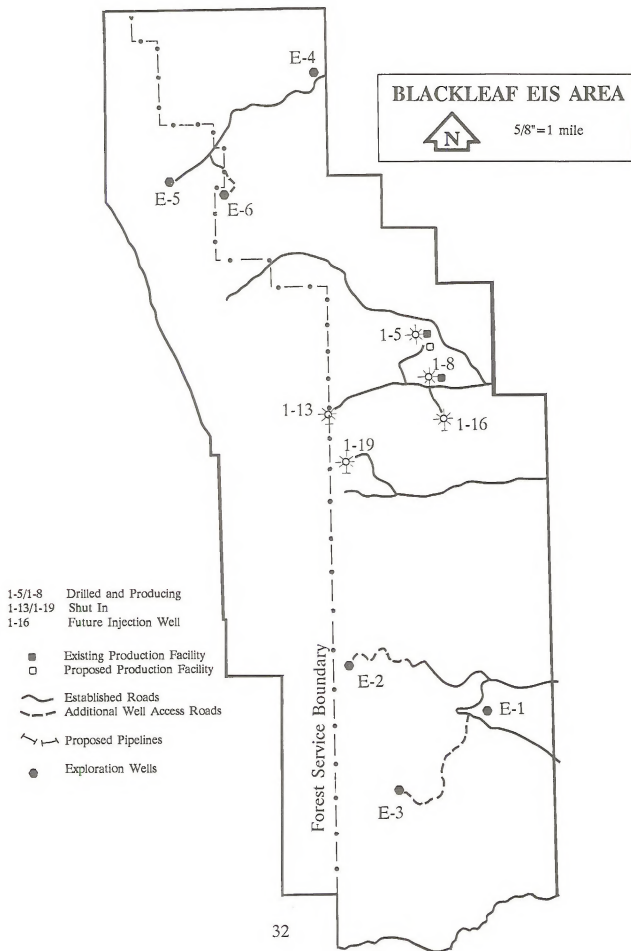 E-4
BLACKLEAF EIS AREA
N
5/8"=1 mile
E-5
E-6
1-5
1-8
1-13
1-16
1-19
1-5/1-8 Drilled and Producing
1-13/1-19 Shut In
1-16 Future Injection Well
Existing Production Facility
Proposed Production Facility
Established Roads
Additional Well Access Roads
Proposed Pipelines
Exploration Wells
Forest Service Boundary
E-2
E-1
E-3
32